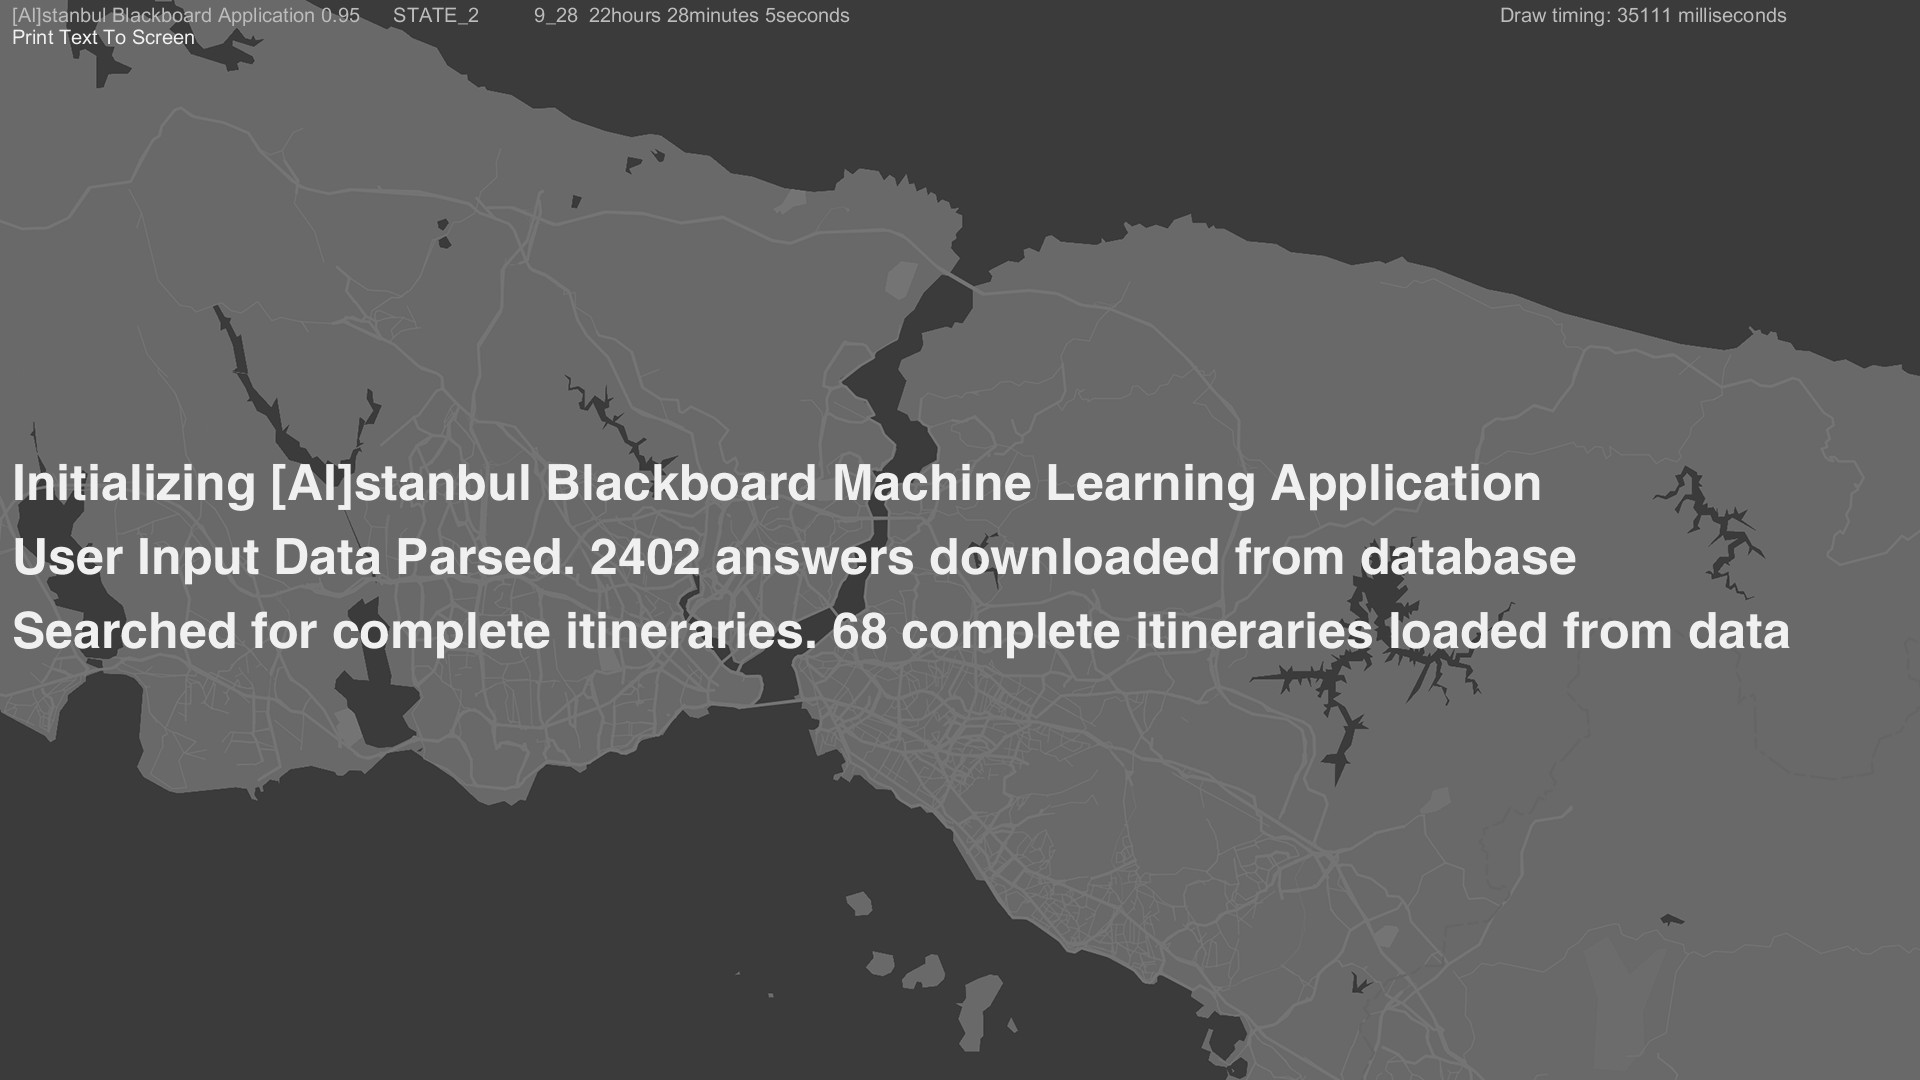 [AI]stanbul Blackboard Application 0.95 STATE_2 9_28 22hours 28minutes 5seconds Draw timing: 35111 milliseconds
Print Text To Screen
Initializing [AI]stanbul Blackboard Machine Learning Application
User Input Data Parsed. 2402 answers downloaded from database
Searched for complete itineraries. 68 complete itineraries loaded from data